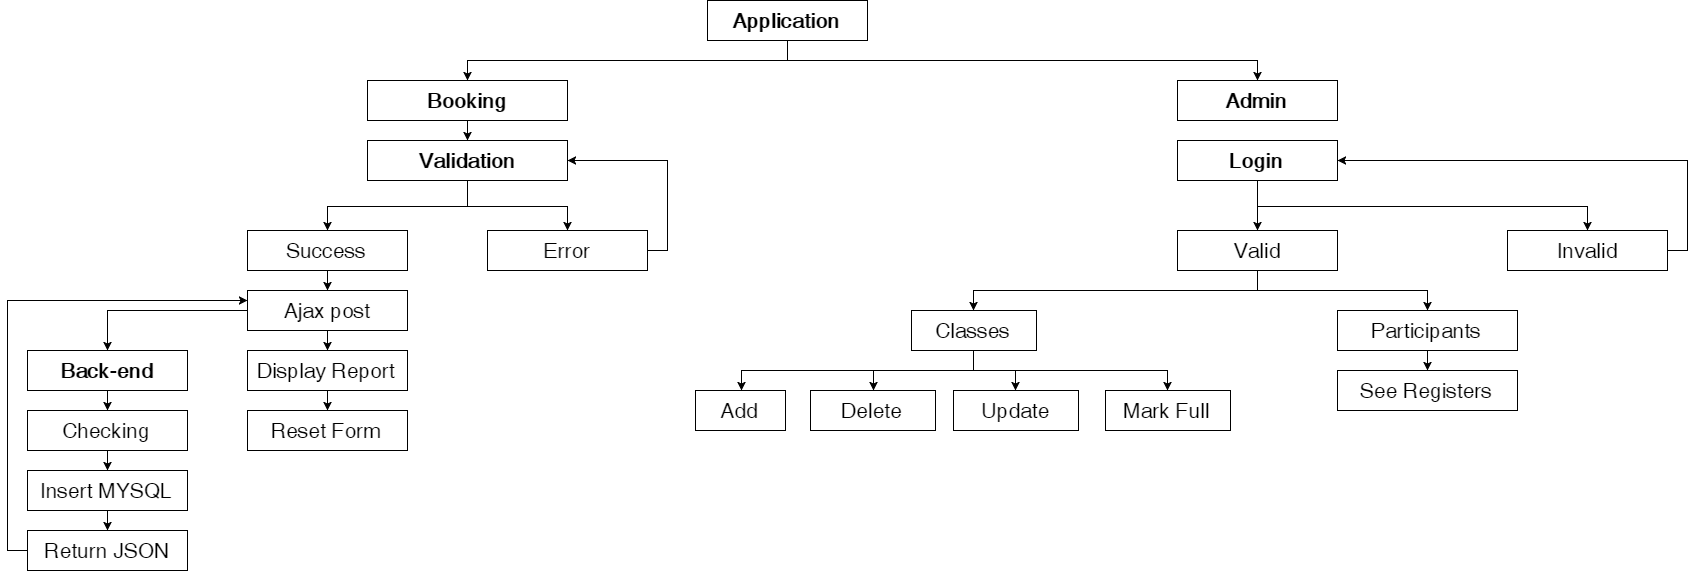 Application
Booking
Admin
Validation
Login
Success
Error
Valid
Invalid
Ajax post
Classes
Participants
Back-end
Display Report
See Registers
Add
Delete
Update
Mark Full
Checking
Reset Form
Insert MYSQL
Return JSON